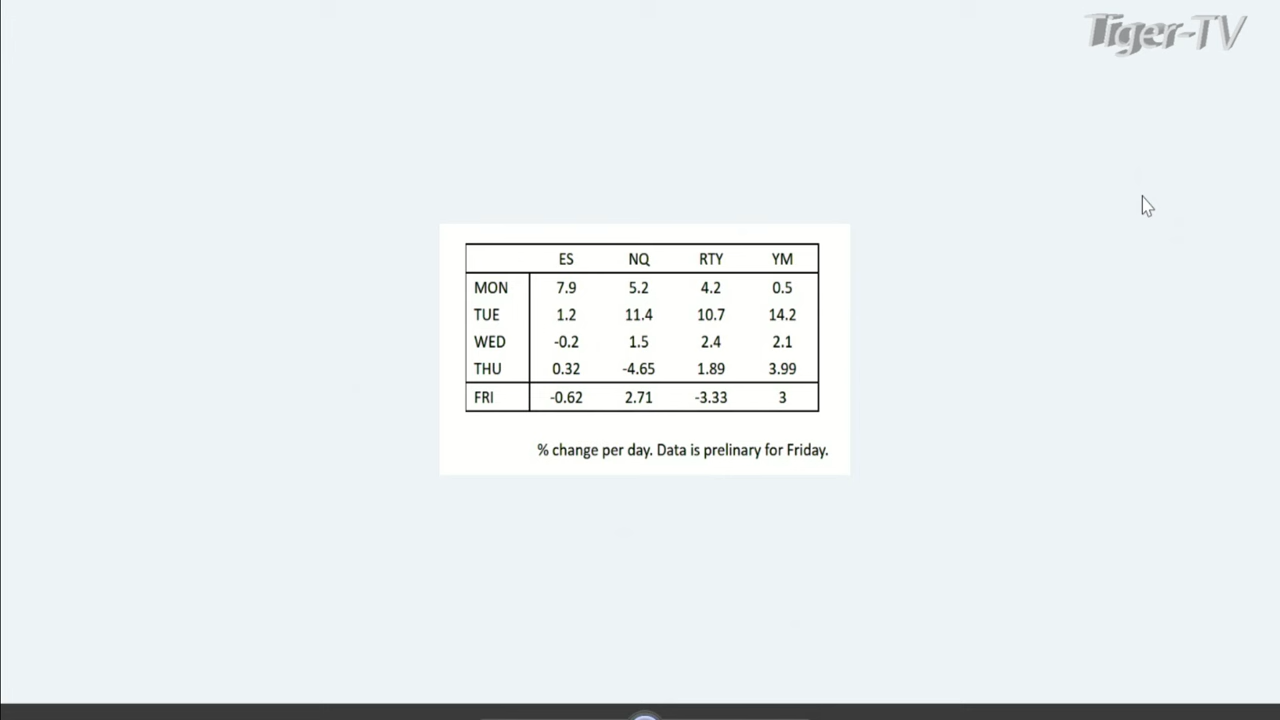 Tiger-TV
ES NQ RTY YM
MON 7.9 5.2 4.2 0.5
TUE 1.2 11.4 10.7 14.2
WED -0.2 1.5 2.4 2.1
THU 0.32 -4.65 1.89 3.99
FRI -0.62 2.71 -3.33 3
% change per day. Data is prelinary for Friday.